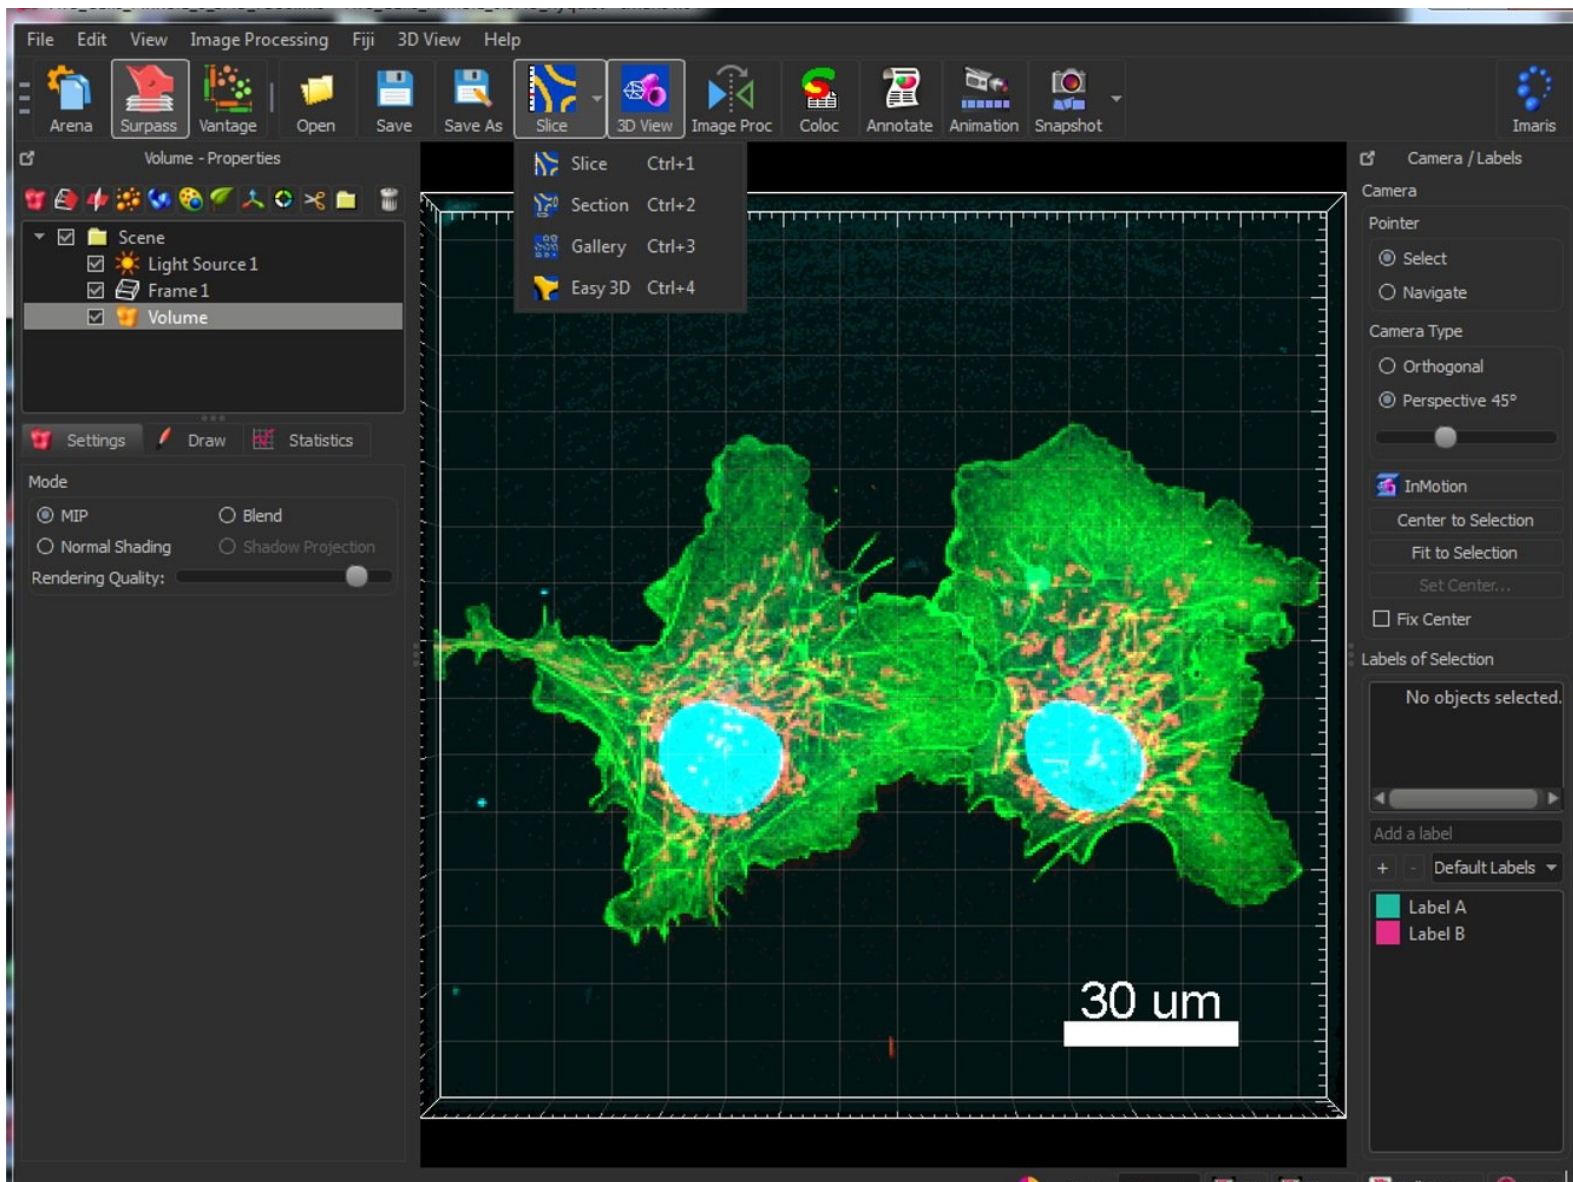 File Edit View Image Processing Fiji 3D View Help
Arena Surpass Vantage Open Save Save As Slice 3D View Image Proc Coloc Annotate Animation Snapshot Imaris
Volume - Properties
Scene
Light Source 1
Frame 1
Volume
Settings Draw Statistics
Mode
MIP Blend
Normal Shading Shadow Projection
Rendering Quality:
Slice Ctrl+1
Section Ctrl+2
Gallery Ctrl+3
Easy 3D Ctrl+4
30 um
Camera / Labels
Camera
Pointer
Select
Navigate
Camera Type
Orthogonal
Perspective 45°
InMotion
Center to Selection
Fit to Selection
Set Center...
Fix Center
Labels of Selection
No objects selected.
Add a label
+ - Default Labels
Label A
Label B